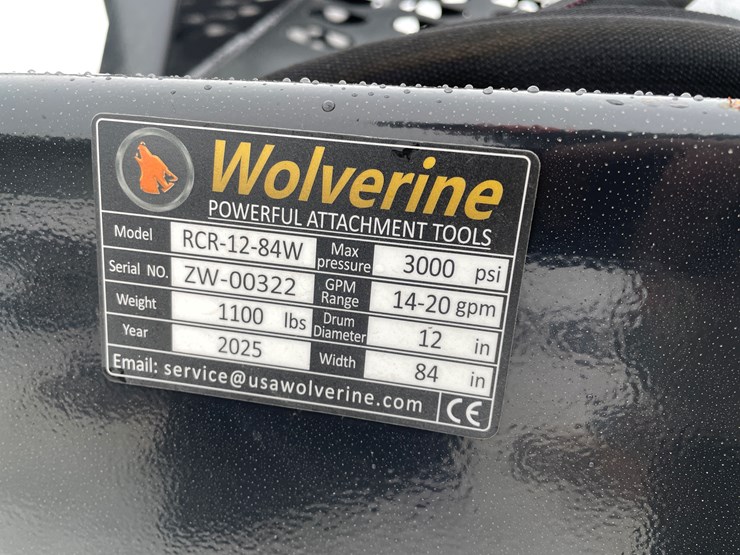 Wolverine
POWERFUL ATTACHMENT TOOLS
Model RCR-12-84W Max pressure 3000 psi
Serial NO. ZW-00322 GPM Range 14-20 gpm
Weight 1100 lbs Drum Diameter 12 in
Year 2025 Width 84 in
Email: service@usawolverine.com CE